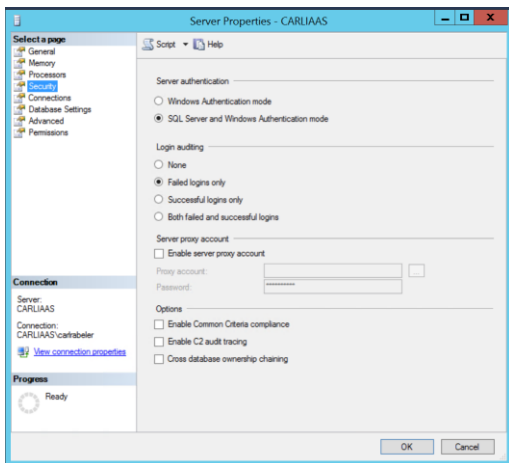 Server Properties - CARLIAAS
Select a page
General
Memory
Processors
Security
Connections
Database Settings
Advanced
Permissions
Script Help
Server authentication
Windows Authentication mode
SQL Server and Windows Authentication mode
Login auditing
None
Failed logins only
Successful logins only
Both failed and successful logins
Server proxy account
Enable server proxy account
Proxy account:
...
Password:
**********
Options
Enable Common Criteria compliance
Enable C2 audit tracing
Cross database ownership chaining
Connection
Server:
CARLIAAS
Connection:
CARLIAAS\carlrabeler
View connection properties
Progress
Ready
OK Cancel